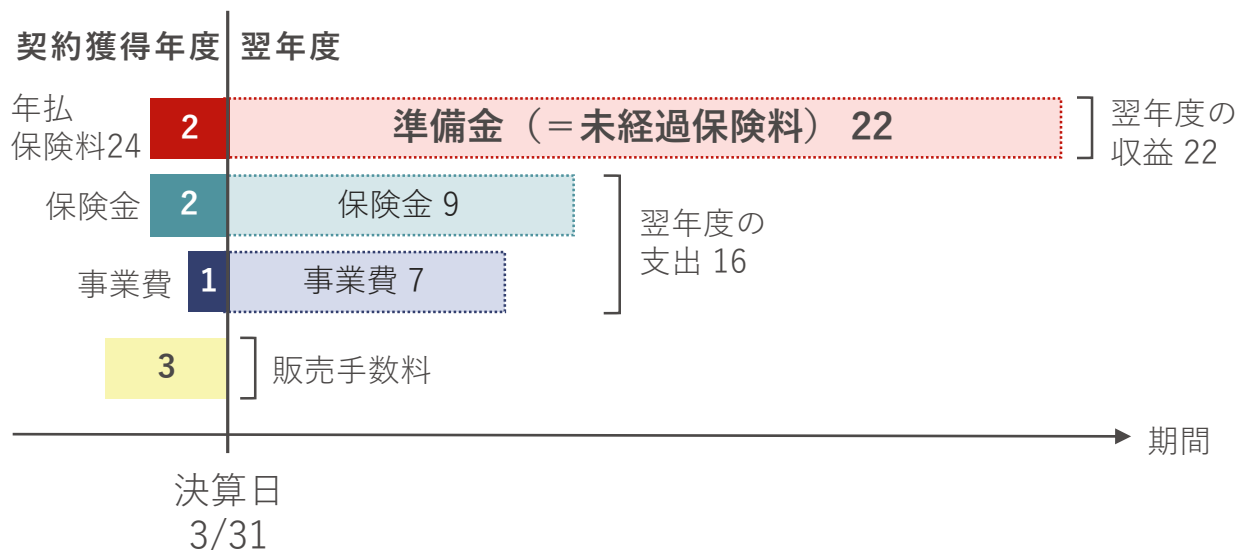 契約獲得年度 翌年度
年払
保険料24
2
準備金（＝未経過保険料） 22
翌年度の
収益 22
保険金
2
保険金 9
翌年度の
支出 16
事業費
1
事業費 7
3
販売手数料
期間
決算日
3/31